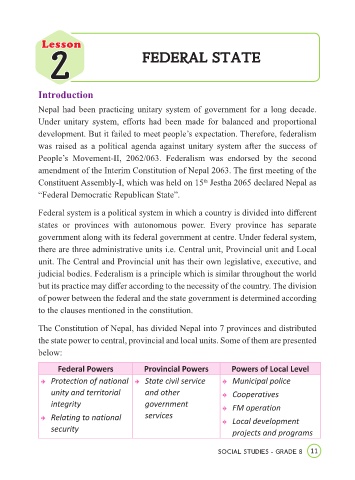 Lesson
2
FEDERAL STATE
Introduction
Nepal had been practicing unitary system of government for a long decade.
Under unitary system, efforts had been made for balanced and proportional
development. But it failed to meet people's expectation. Therefore, federalism
was raised as a political agenda against unitary system after the success of
People's Movement-II, 2062/063. Federalism was endorsed by the second
amendment of the Interim Constitution of Nepal 2063. The first meeting of the
Constituent Assembly-I, which was held on 15th Jestha 2065 declared Nepal as
"Federal Democratic Republican State".
Federal system is a political system in which a country is divided into different
states or provinces with autonomous power. Every province has separate
government along with its federal government at centre. Under federal system,
there are three administrative units i.e. Central unit, Provincial unit and Local
unit. The Central and Provincial unit has their own legislative, executive, and
judicial bodies. Federalism is a principle which is similar throughout the world
but its practice may differ according to the necessity of the country. The division
of power between the federal and the state government is determined according
to the clauses mentioned in the constitution.
The Constitution of Nepal, has divided Nepal into 7 provinces and distributed
the state power to central, provincial and local units. Some of them are presented
below:
Federal Powers
Protection of national
unity and territorial
integrity
Relating to national
security
Provincial Powers
State civil service
and other
government
services
Powers of Local Level
Municipal police
Cooperatives
FM operation
Local development
projects and programs
SOCIAL STUDIES - GRADE 8 11